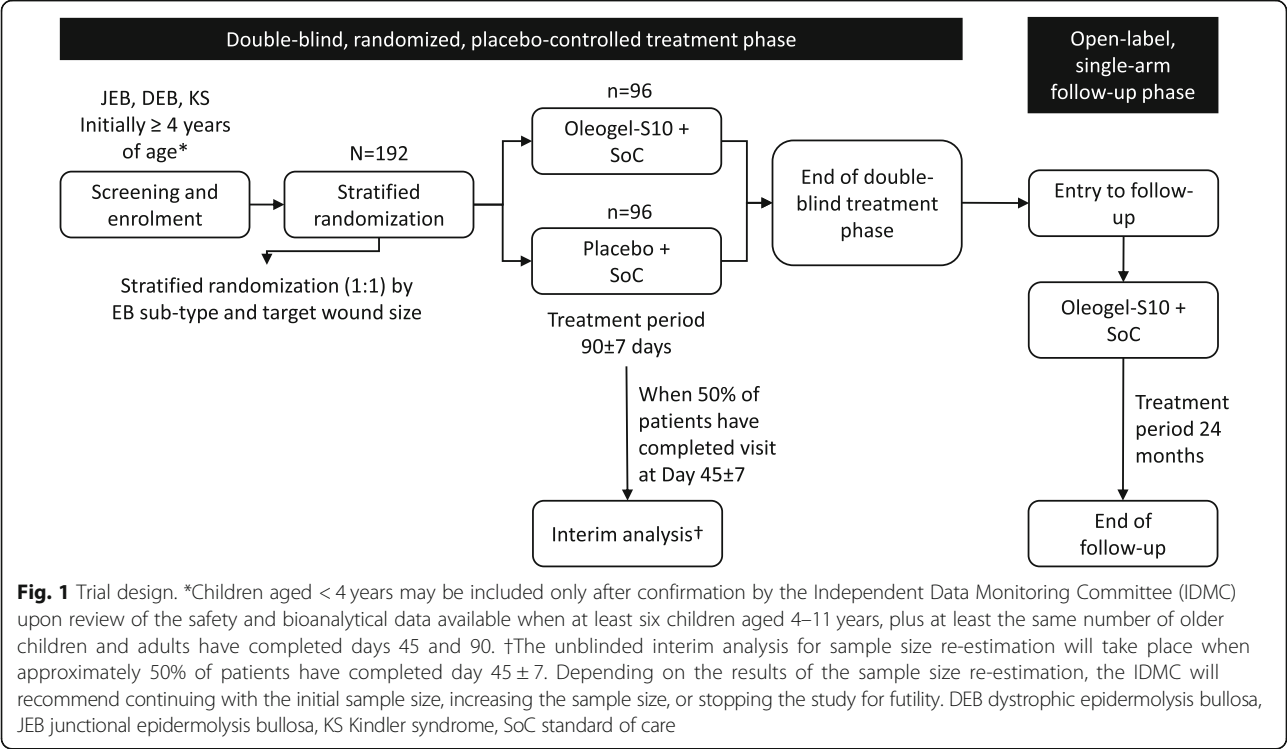 Double-blind, randomized, placebo-controlled treatment phase
Open-label,
single-arm
follow-up phase
JEB, DEB, KS
Initially ≥ 4 years
of age*
Screening and
enrolment
N=192
Stratified
randomization
Stratified randomization (1:1) by
EB sub-type and target wound size
n=96
Oleogel-S10 +
SoC
n=96
Placebo +
SoC
Treatment period
90±7 days
When 50% of
patients have
completed visit
at Day 45±7
Interim analysis†
End of double-
blind treatment
phase
Entry to follow-
up
Oleogel-S10 +
SoC
Treatment
period 24
months
End of
follow-up
Fig. 1 Trial design. *Children aged < 4 years may be included only after confirmation by the Independent Data Monitoring Committee (IDMC)
upon review of the safety and bioanalytical data available when at least six children aged 4–11 years, plus at least the same number of older
children and adults have completed days 45 and 90. †The unblinded interim analysis for sample size re-estimation will take place when
approximately 50% of patients have completed day 45 ± 7. Depending on the results of the sample size re-estimation, the IDMC will
recommend continuing with the initial sample size, increasing the sample size, or stopping the study for futility. DEB dystrophic epidermolysis bullosa,
JEB junctional epidermolysis bullosa, KS Kindler syndrome, SoC standard of care